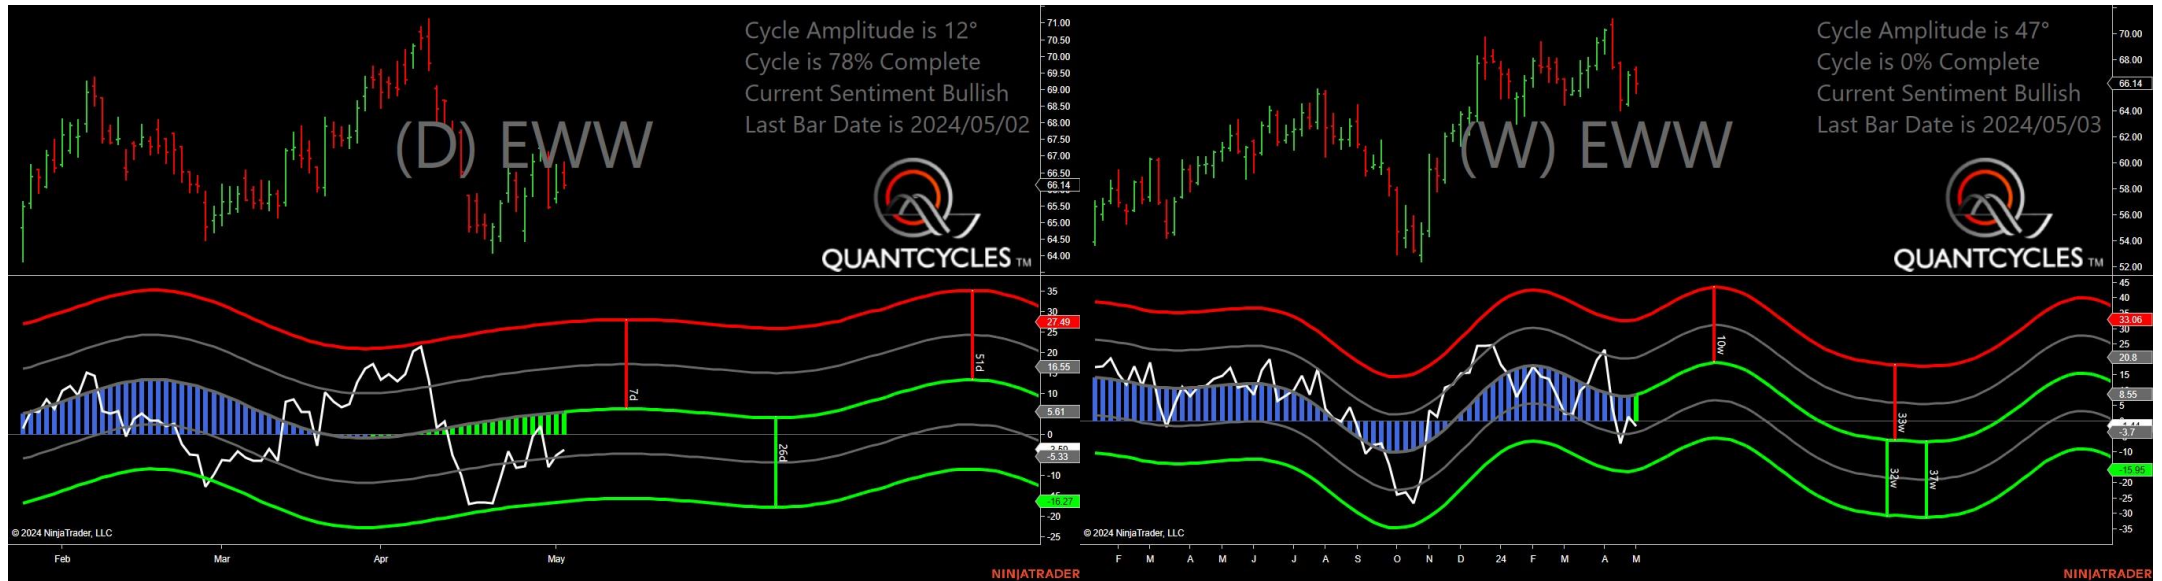 Cycle Amplitude is 12°
Cycle is 78% Complete
Current Sentiment Bullish
Last Bar Date is 2024/05/02
(D) EWW
QUANTCYCLES TM
71.00
70.50
70.00
69.50
69.00
68.50
68.00
67.50
67.00
66.50
66.14
65.50
65.00
64.50
64.00
35
30
27.49
25
20
16.55
15
10
5.61
0
-5.33
-10
-16.27
-20
-25
7d
26d
51d
© 2024 NinjaTrader, LLC
Feb
Mar
Apr
May
NINJATRADER
Cycle Amplitude is 47°
Cycle is 0% Complete
Current Sentiment Bullish
Last Bar Date is 2024/05/03
(W) EWW
QUANTCYCLES TM
70.00
68.00
66.14
64.00
62.00
60.00
58.00
56.00
54.00
52.00
45
40
33.06
30
25
20.8
15
8.55
5
-3.7
-10
-15.95
-20
-25
-30
-35
10w
33w
32w
37w
© 2024 NinjaTrader, LLC
F M A M J J A S O N D 24 F M A M
NINJATRADER